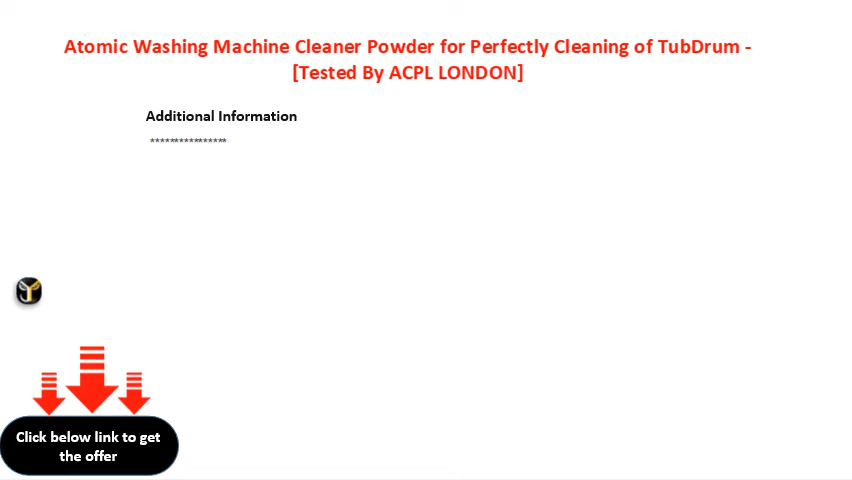 Atomic Washing Machine Cleaner Powder for Perfectly Cleaning of TubDrum -
[Tested By ACPL LONDON]
Additional Information
****************
Click below link to get
the offer